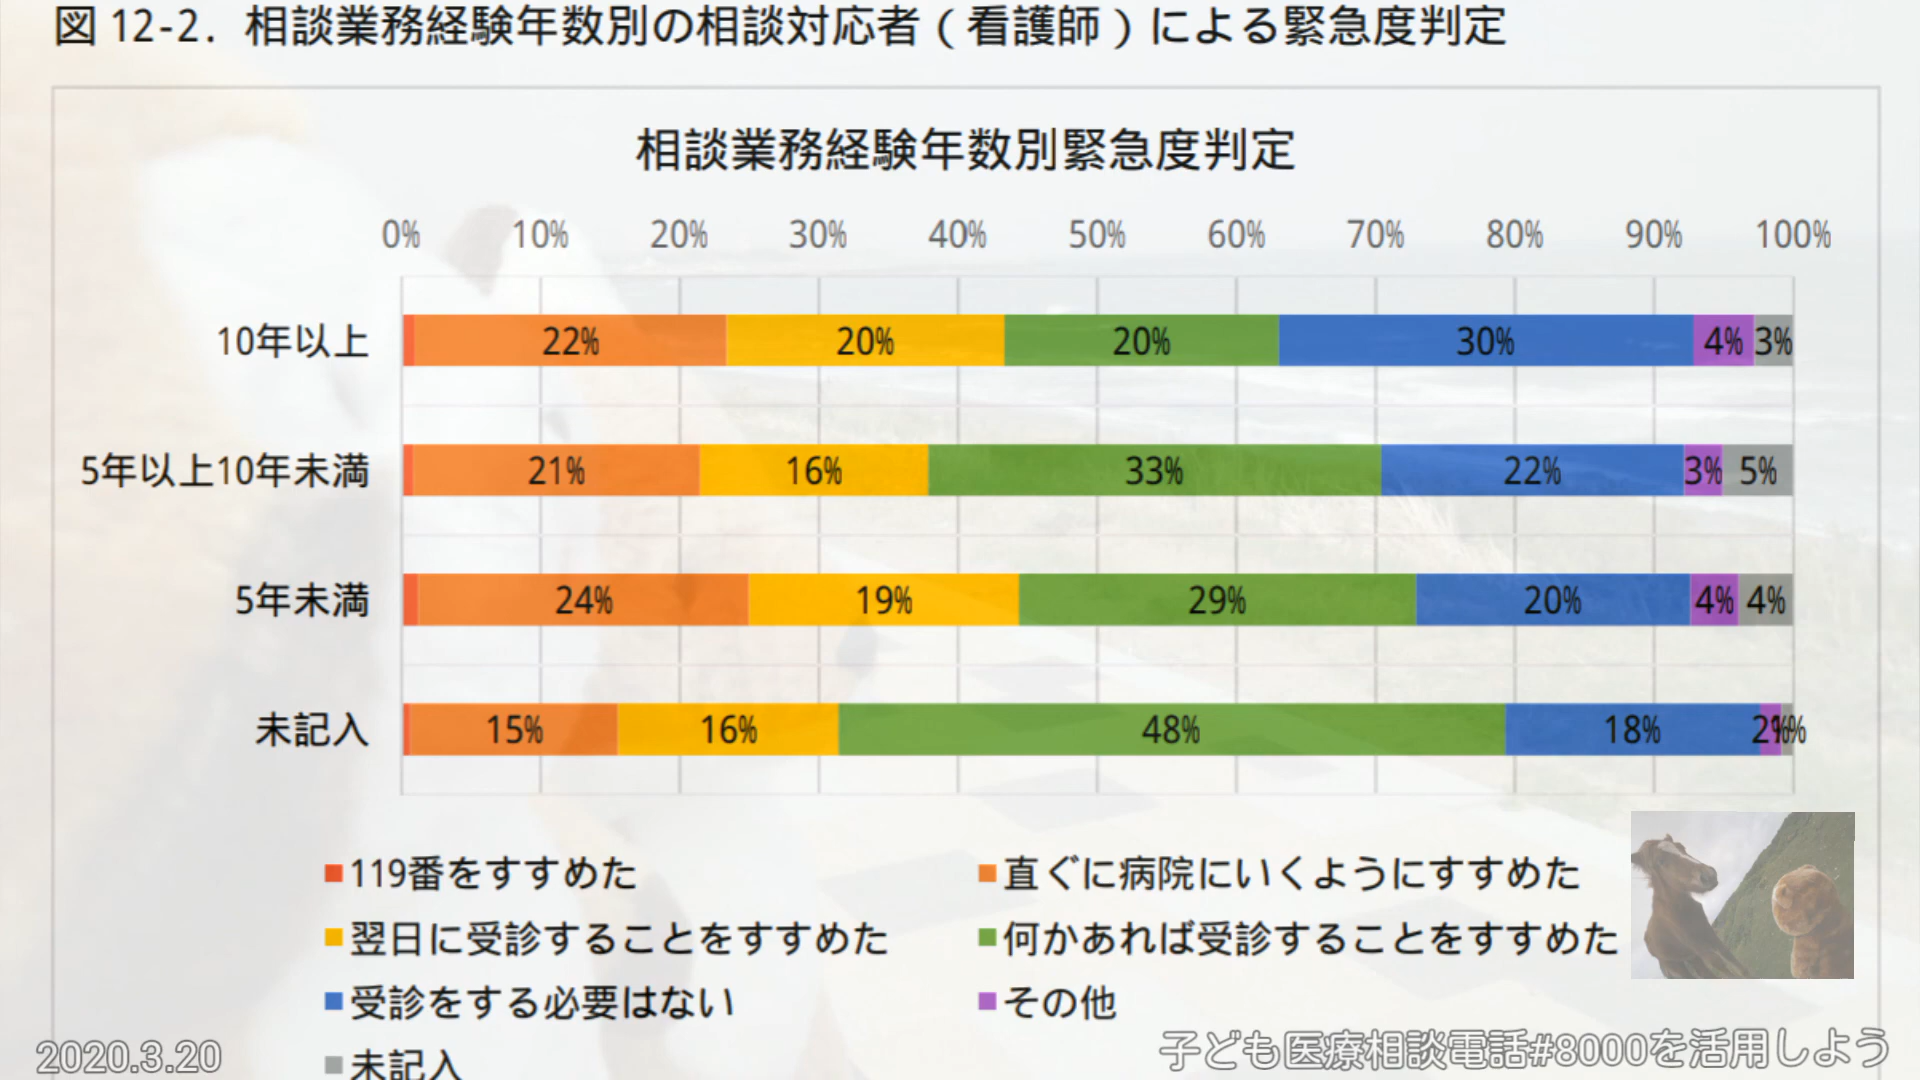 図 12-2. 相談業務経験年数別の相談対応者（看護師）による緊急度判定
相談業務経験年数別緊急度判定
0% 10% 20% 30% 40% 50% 60% 70% 80% 90% 100%
10年以上 22% 20% 20% 30% 4% 3%
5年以上10年未満 21% 16% 33% 22% 3% 5%
5年未満 24% 19% 29% 20% 4% 4%
未記入 15% 16% 48% 18% 2% 1%
119番をすすめた 直ぐに病院にいくようにすすめた
翌日に受診することをすすめた 何かあれば受診することをすすめた
受診をする必要はない その他
未記入
2020.3.20 子ども医療相談電話#8000を活用しよう